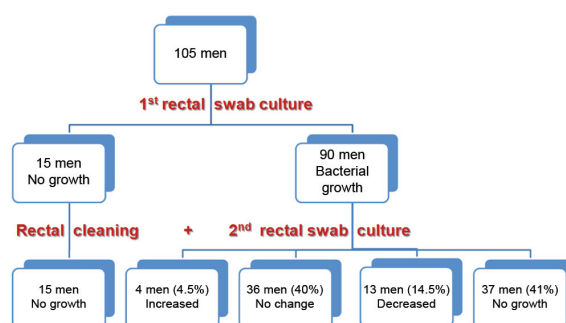 105 men
1st rectal swab culture
15 men
No growth
90 men
Bacterial
growth
Rectal cleaning + 2nd rectal swab culture
15 men
No growth
4 men (4.5%)
Increased
36 men (40%)
No change
13 men (14.5%)
Decreased
37 men (41%)
No growth